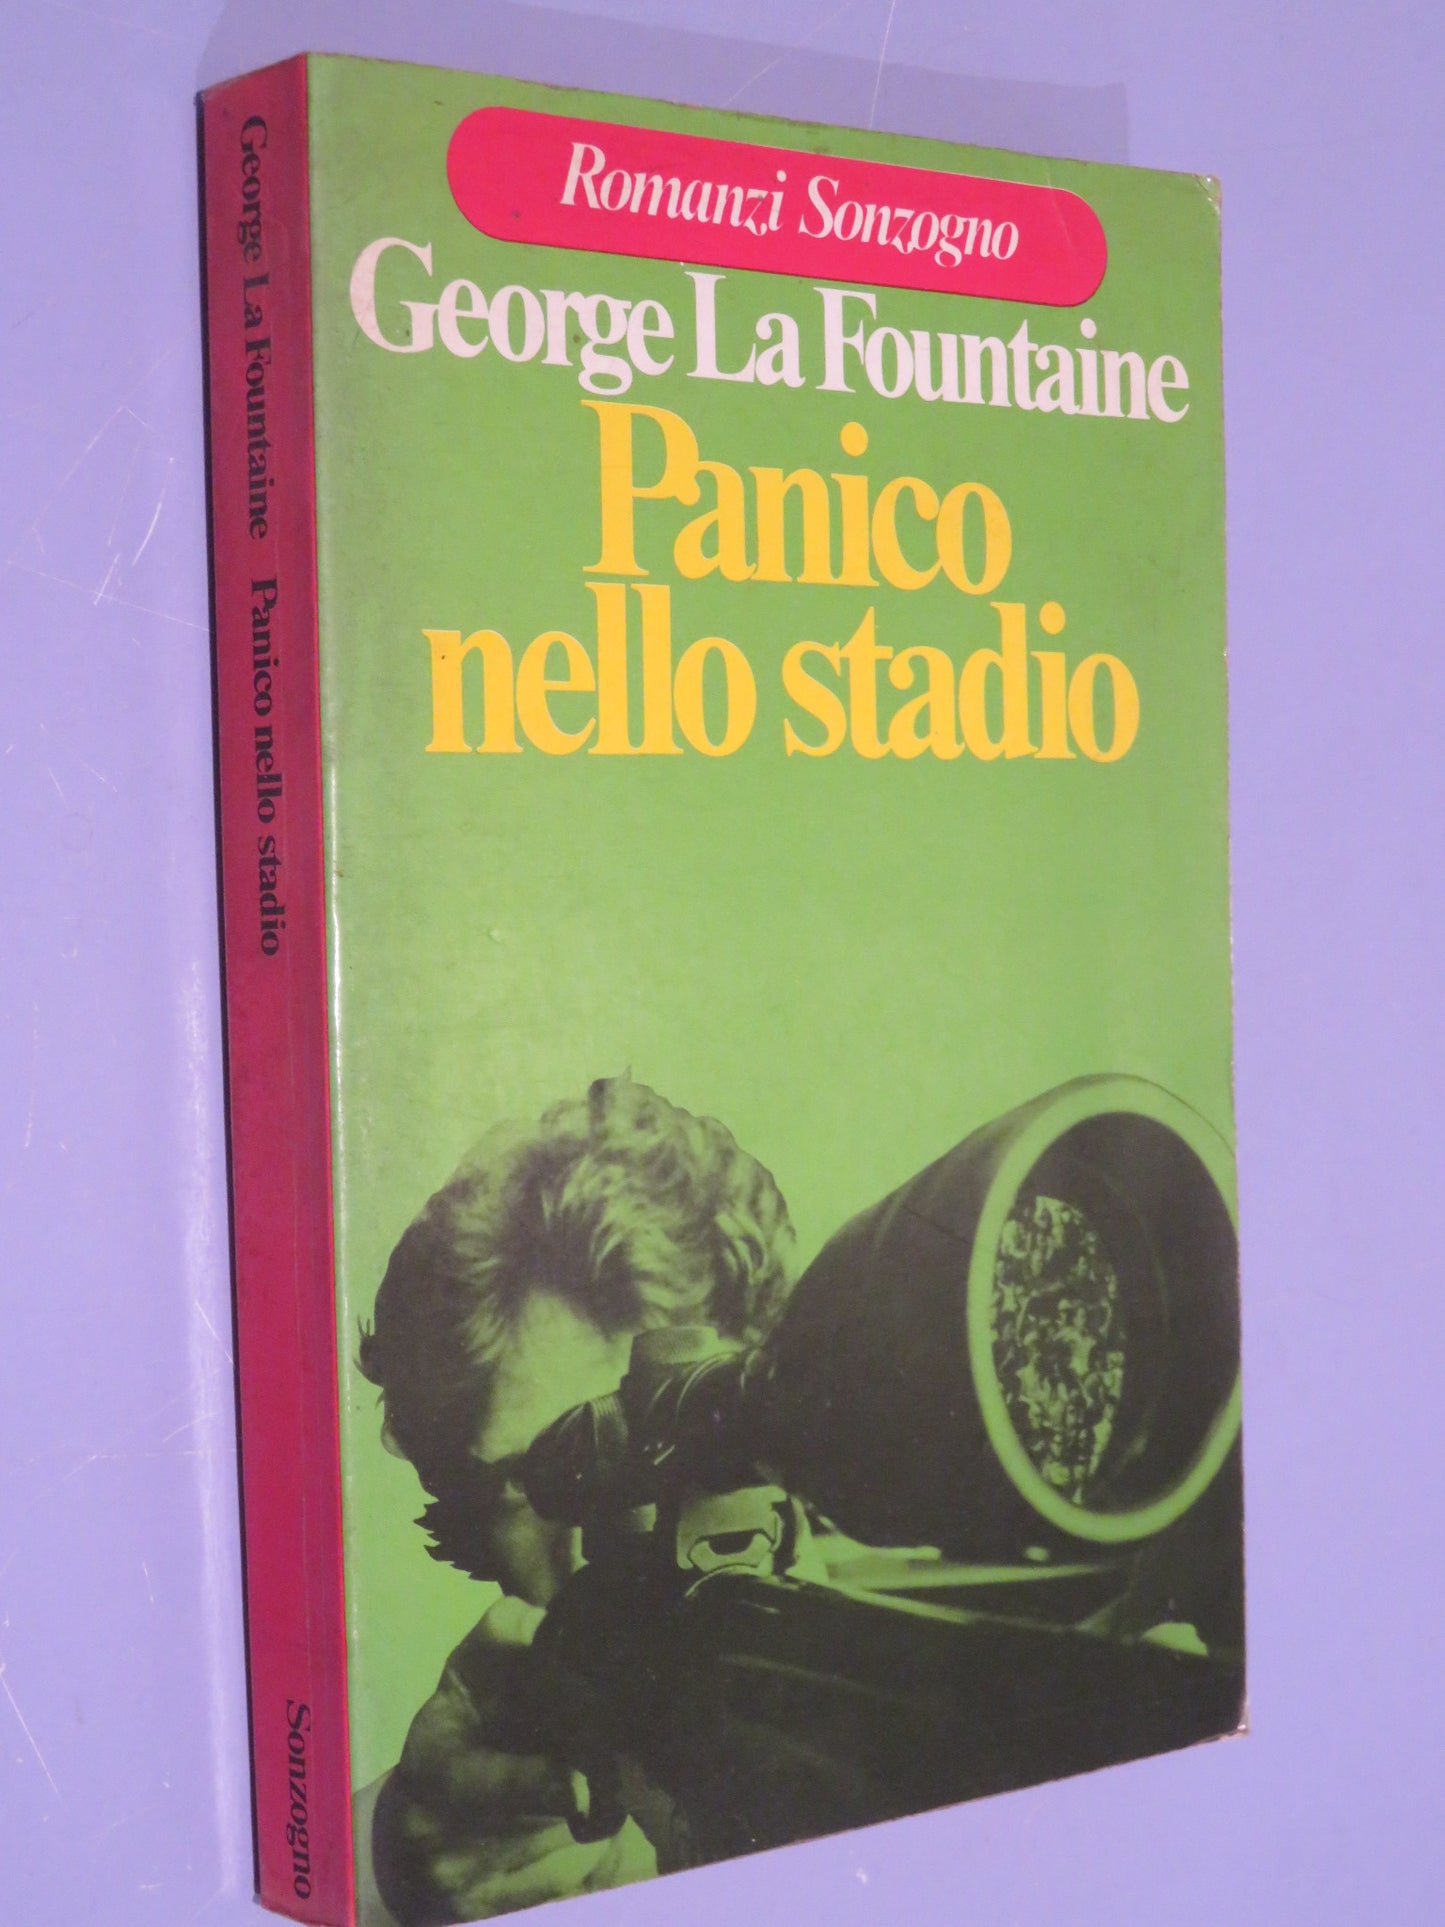 Romanzi Sonzogno
George La Fountaine
Panico
nello stadio
George La Fountaine Panico nello stadio
Sonzogno